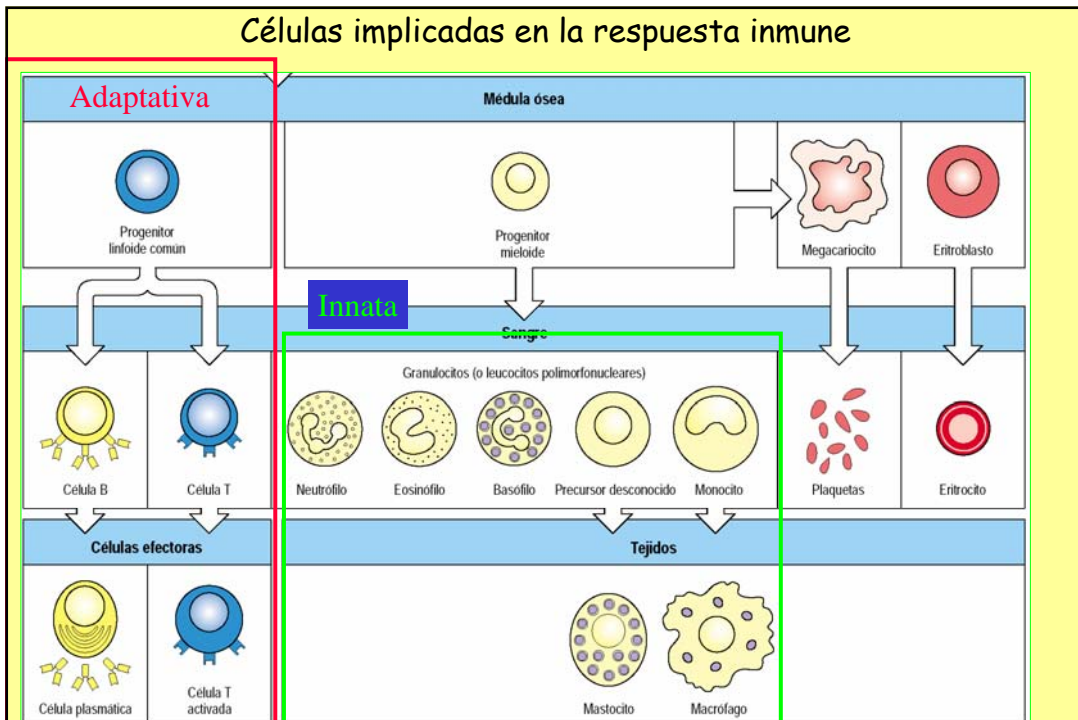 Células implicadas en la respuesta inmune
Adaptativa
Médula ósea
Progenitor
linfoide común
Progenitor
mieloide
Megacariocito
Eritroblasto
Innata
Sangre
Granulocitos (o leucocitos polimorfonucleares)
Célula B
Célula T
Neutrófilo
Eosinófilo
Basófilo
Precursor desconocido
Monocito
Plaquetas
Eritrocito
Células efectoras
Tejidos
Célula plasmática
Célula T
activada
Mastocito
Macrófago